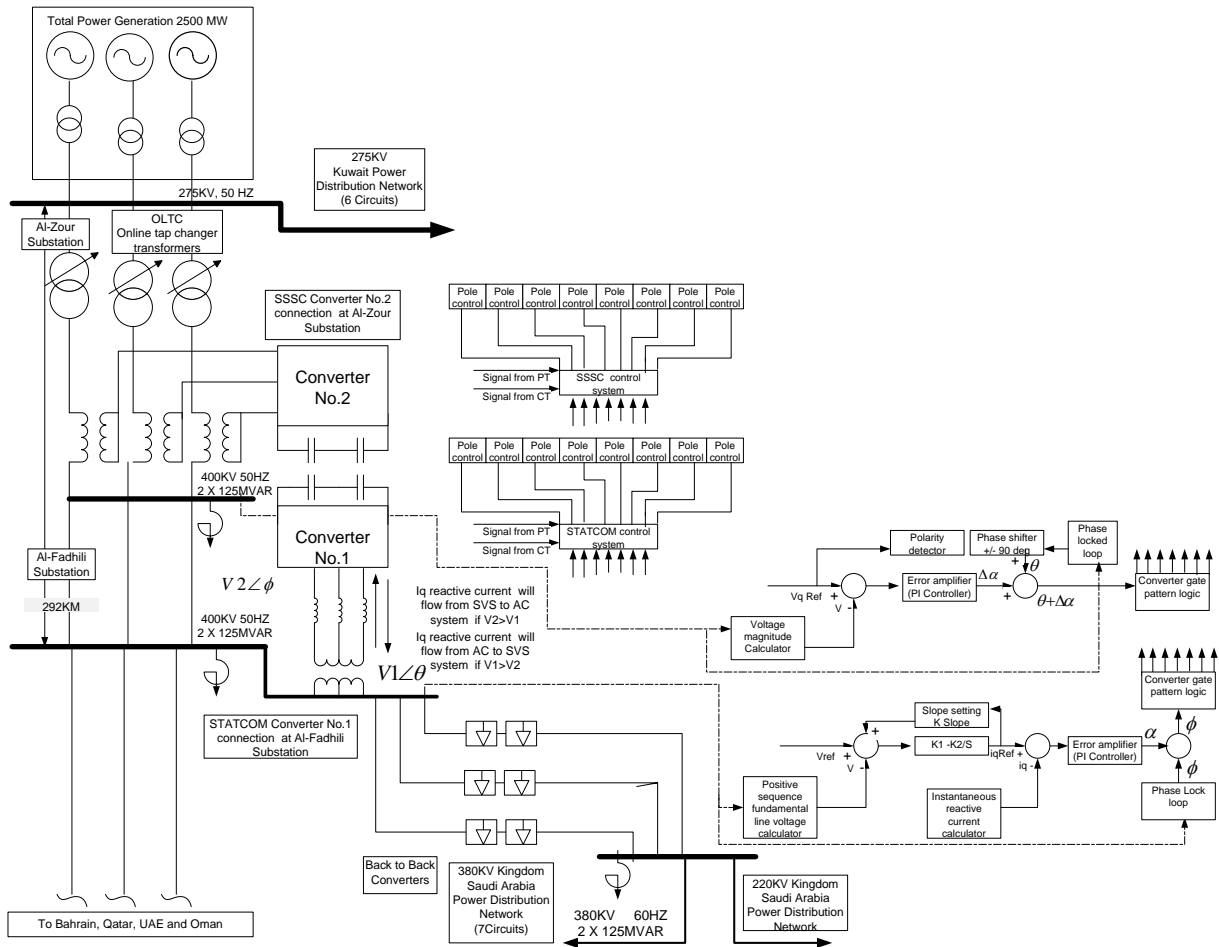 Total Power Generation 2500 MW
275KV, 50 HZ
275KV
Kuwait Power
Distribution Network
(6 Circuits)
Al-Zour
Substation
OLTC
Online tap changer
transformers
SSSC Converter No.2
connection at Al-Zour
Substation
Converter
No.2
Pole
control
Pole
control
Pole
control
Pole
control
Pole
control
Pole
control
Pole
control
Pole
control
Signal from PT
Signal from CT
SSSC control
system
Pole
control
Pole
control
Pole
control
Pole
control
Pole
control
Pole
control
Pole
control
Pole
control
Signal from PT
Signal from CT
STATCOM control
system
400KV 50HZ
2 X 125MVAR
Converter
No.1
Al-Fadhili
Substation
292KM
V2∠ϕ
400KV 50HZ
2 X 125MVAR
Iq reactive current will
flow from SVS to AC
system if V2>V1
Iq reactive current will
flow from AC to SVS
system if V1>V2
V1∠θ
STATCOM Converter No.1
connection at Al-Fadhili
Substation
Polarity
detector
Phase shifter
+/- 90 deg
Phase
locked
loop
Vq Ref
+
V -
Error amplifier
(PI Controller)
Δα
+
+
θ
θ+Δα
Converter gate
pattern logic
Voltage
magnitude
Calculator
Converter gate
pattern logic
Slope setting
K Slope
+
Vref
+
V -
K1 -K2/S
iqRef
+
iq -
Error amplifier
(PI Controller)
α
ϕ
ϕ
Positive
sequence
fundamental
line voltage
calculator
Instantaneous
reactive
current
calculator
Phase Lock
loop
Back to Back
Converters
380KV Kingdom
Saudi Arabia
Power Distribution
Network
(7Circuits)
380KV 60HZ
2 X 125MVAR
220KV Kingdom
Saudi Arabia
Power Distribution
Network
To Bahrain, Qatar, UAE and Oman